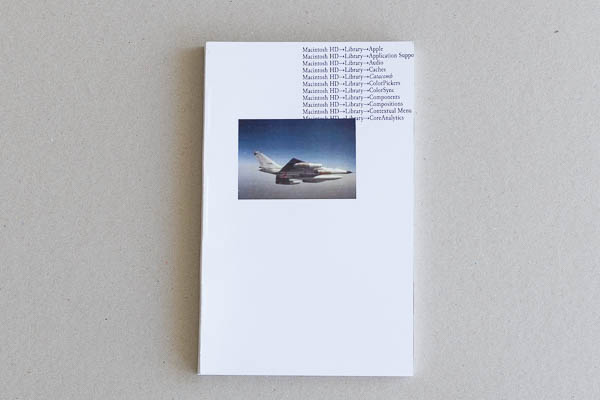 Macintosh HD→Library→Apple
Macintosh HD→Library→Application Suppo
Macintosh HD→Library→Audio
Macintosh HD→Library→Caches
Macintosh HD→Library→Catacomb
Macintosh HD→Library→ColorPickers
Macintosh HD→Library→ColorSync
Macintosh HD→Library→Components
Macintosh HD→Library→Compositions
Macintosh HD→Library→Contextual Menu
Macintosh HD→Library→CoreAnalytics